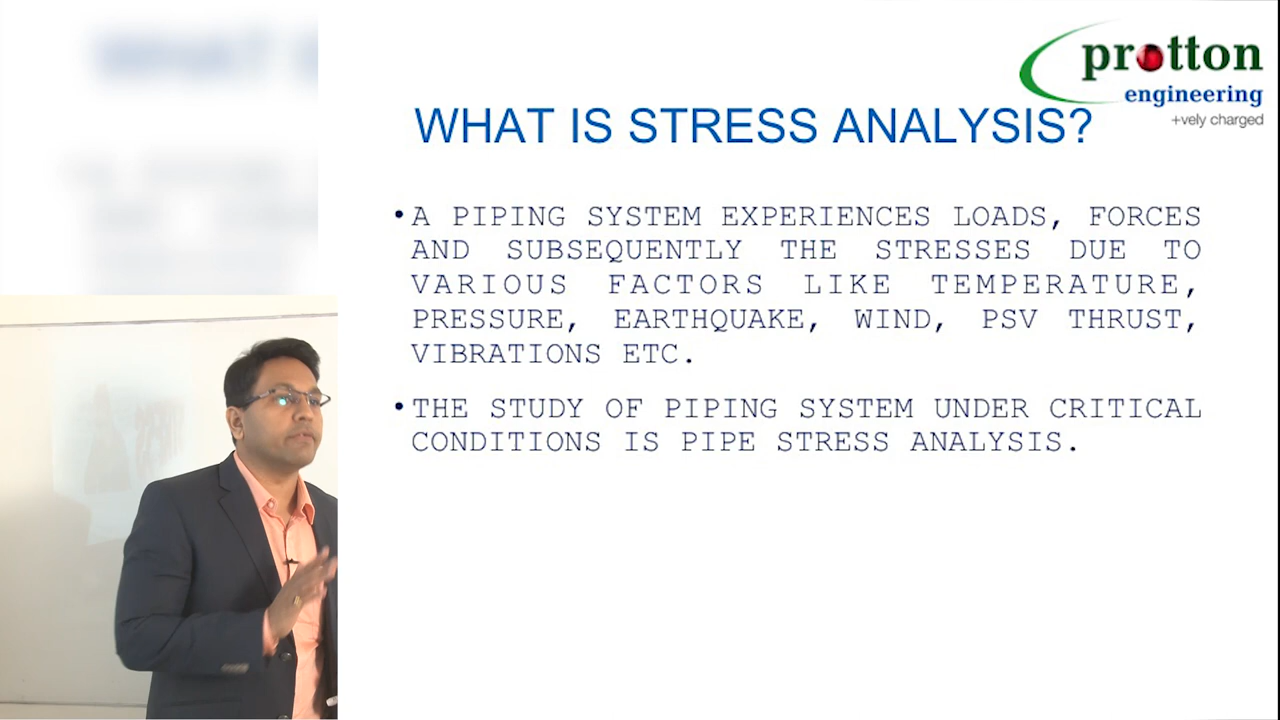 protton
engineering
+vely charged
WHAT IS STRESS ANALYSIS?
• A PIPING SYSTEM EXPERIENCES LOADS, FORCES
AND SUBSEQUENTLY THE STRESSES DUE TO
VARIOUS FACTORS LIKE TEMPERATURE,
PRESSURE, EARTHQUAKE, WIND, PSV THRUST,
VIBRATIONS ETC.
• THE STUDY OF PIPING SYSTEM UNDER CRITICAL
CONDITIONS IS PIPE STRESS ANALYSIS.